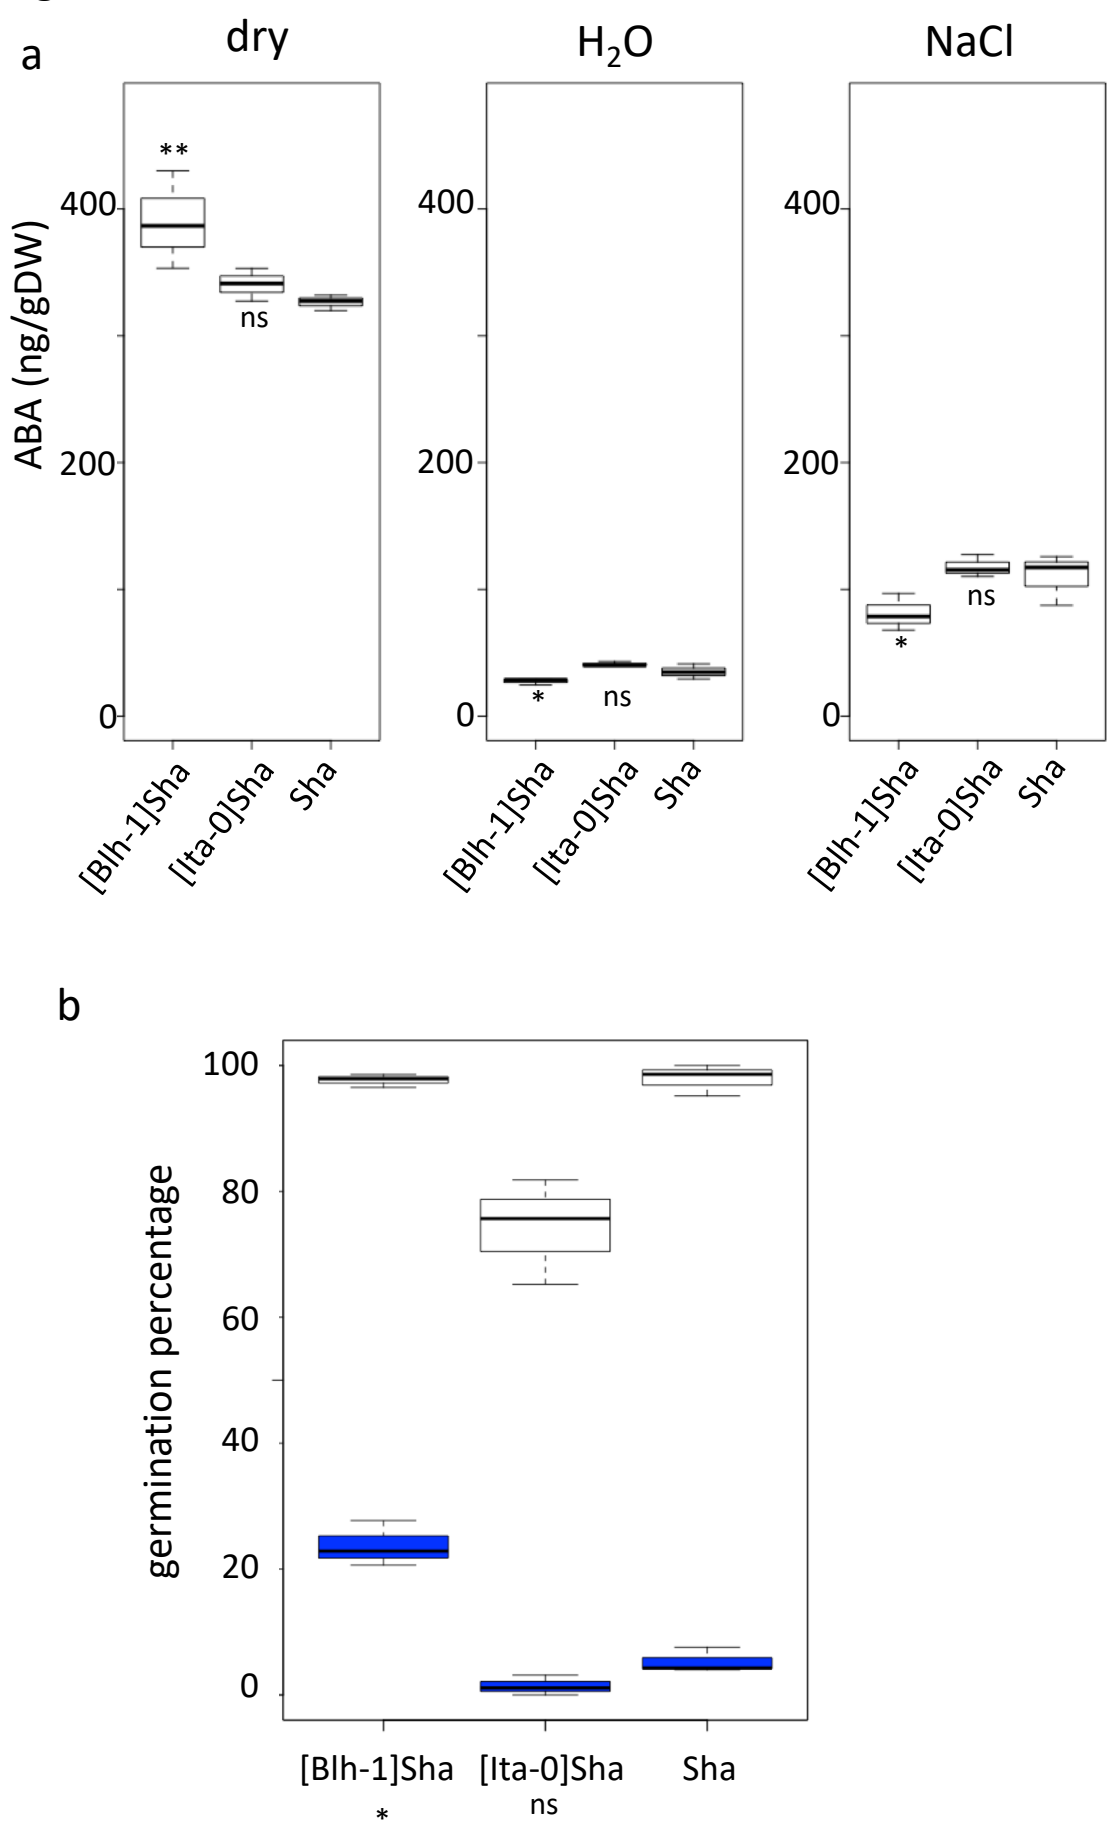 a
dry
H₂O
NaCl
ABA (ng/gDW)
400
200
0
**
ns
[Blh-1]Sha
[Ita-0]Sha
Sha
400
200
0
*
ns
[Blh-1]Sha
[Ita-0]Sha
Sha
400
200
0
*
ns
[Blh-1]Sha
[Ita-0]Sha
Sha
b
germination percentage
100
80
60
40
20
0
[Blh-1]Sha
[Ita-0]Sha
Sha
*
ns